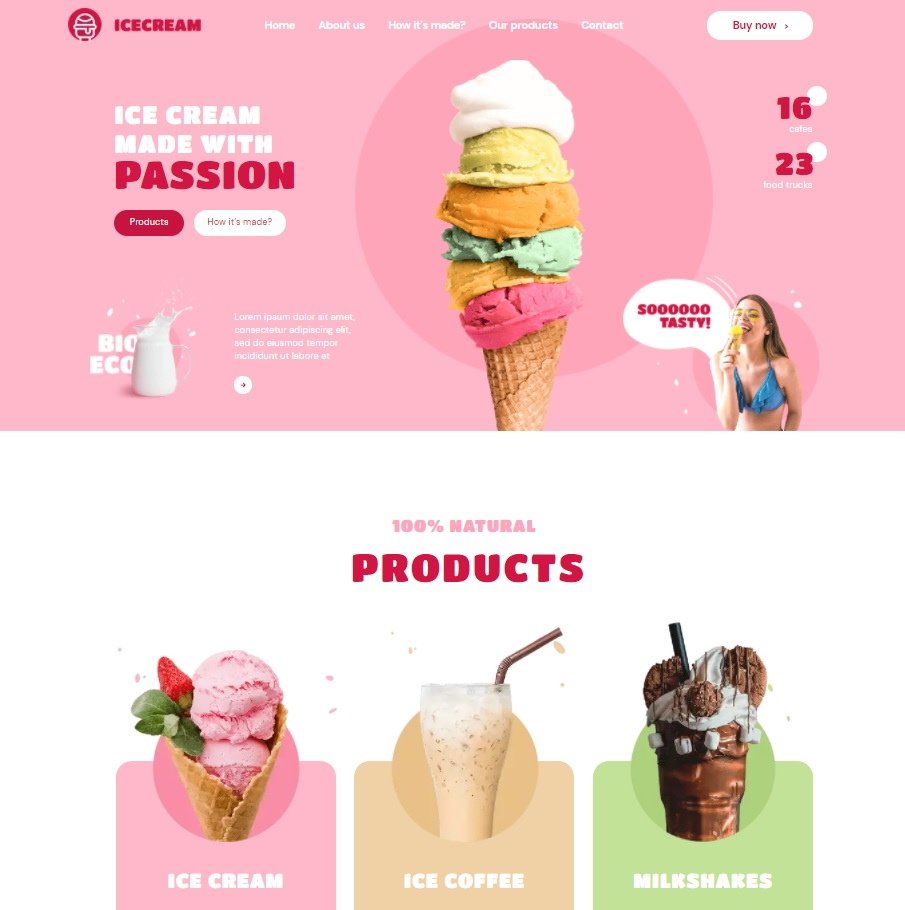 ICECREAM
Home
About us
How it's made?
Our products
Contact
Buy now
ICE CREAM
MADE WITH
PASSION
Products
How it's made?
16
cafes
23
food trucks
BIO
ECO
Lorem ipsum dolor sit amet,
consectetur adipiscing elit,
sed do eiusmod tempor
incididunt ut labore et
SOOOOOO
TASTY!
100% NATURAL
PRODUCTS
ICE CREAM
ICE COFFEE
MILKSHAKES